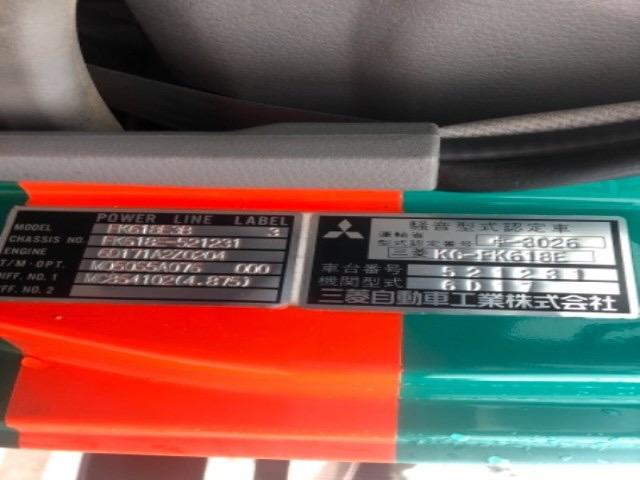 POWER LINE LABEL
MODEL FK618E3B 3
CHASSIS NO. FK618E-521231
ENGINE 6D171A2Z0204
T/M・OPT. M035S5A076 000
DIFF. NO. 1 MC854102(4.875)
DIFF. NO. 2
騒音型式認定車
運輸省
型式認定番号 キ-3026
三菱 KC-FK618E
車台番号 521231
機関型式 6D17
三菱自動車工業株式会社